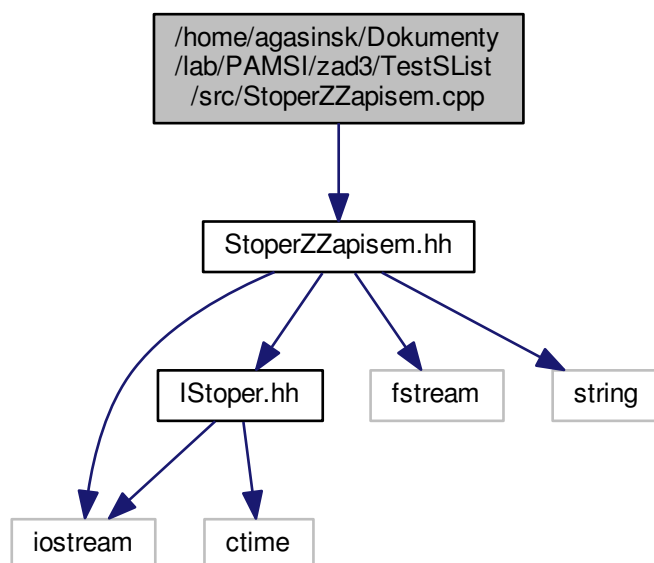 /home/agasinsk/Dokumenty
/lab/PAMSI/zad3/TestSList
/src/StoperZZapisem.cpp
StoperZZapisem.hh
IStoper.hh
fstream
string
iostream
ctime